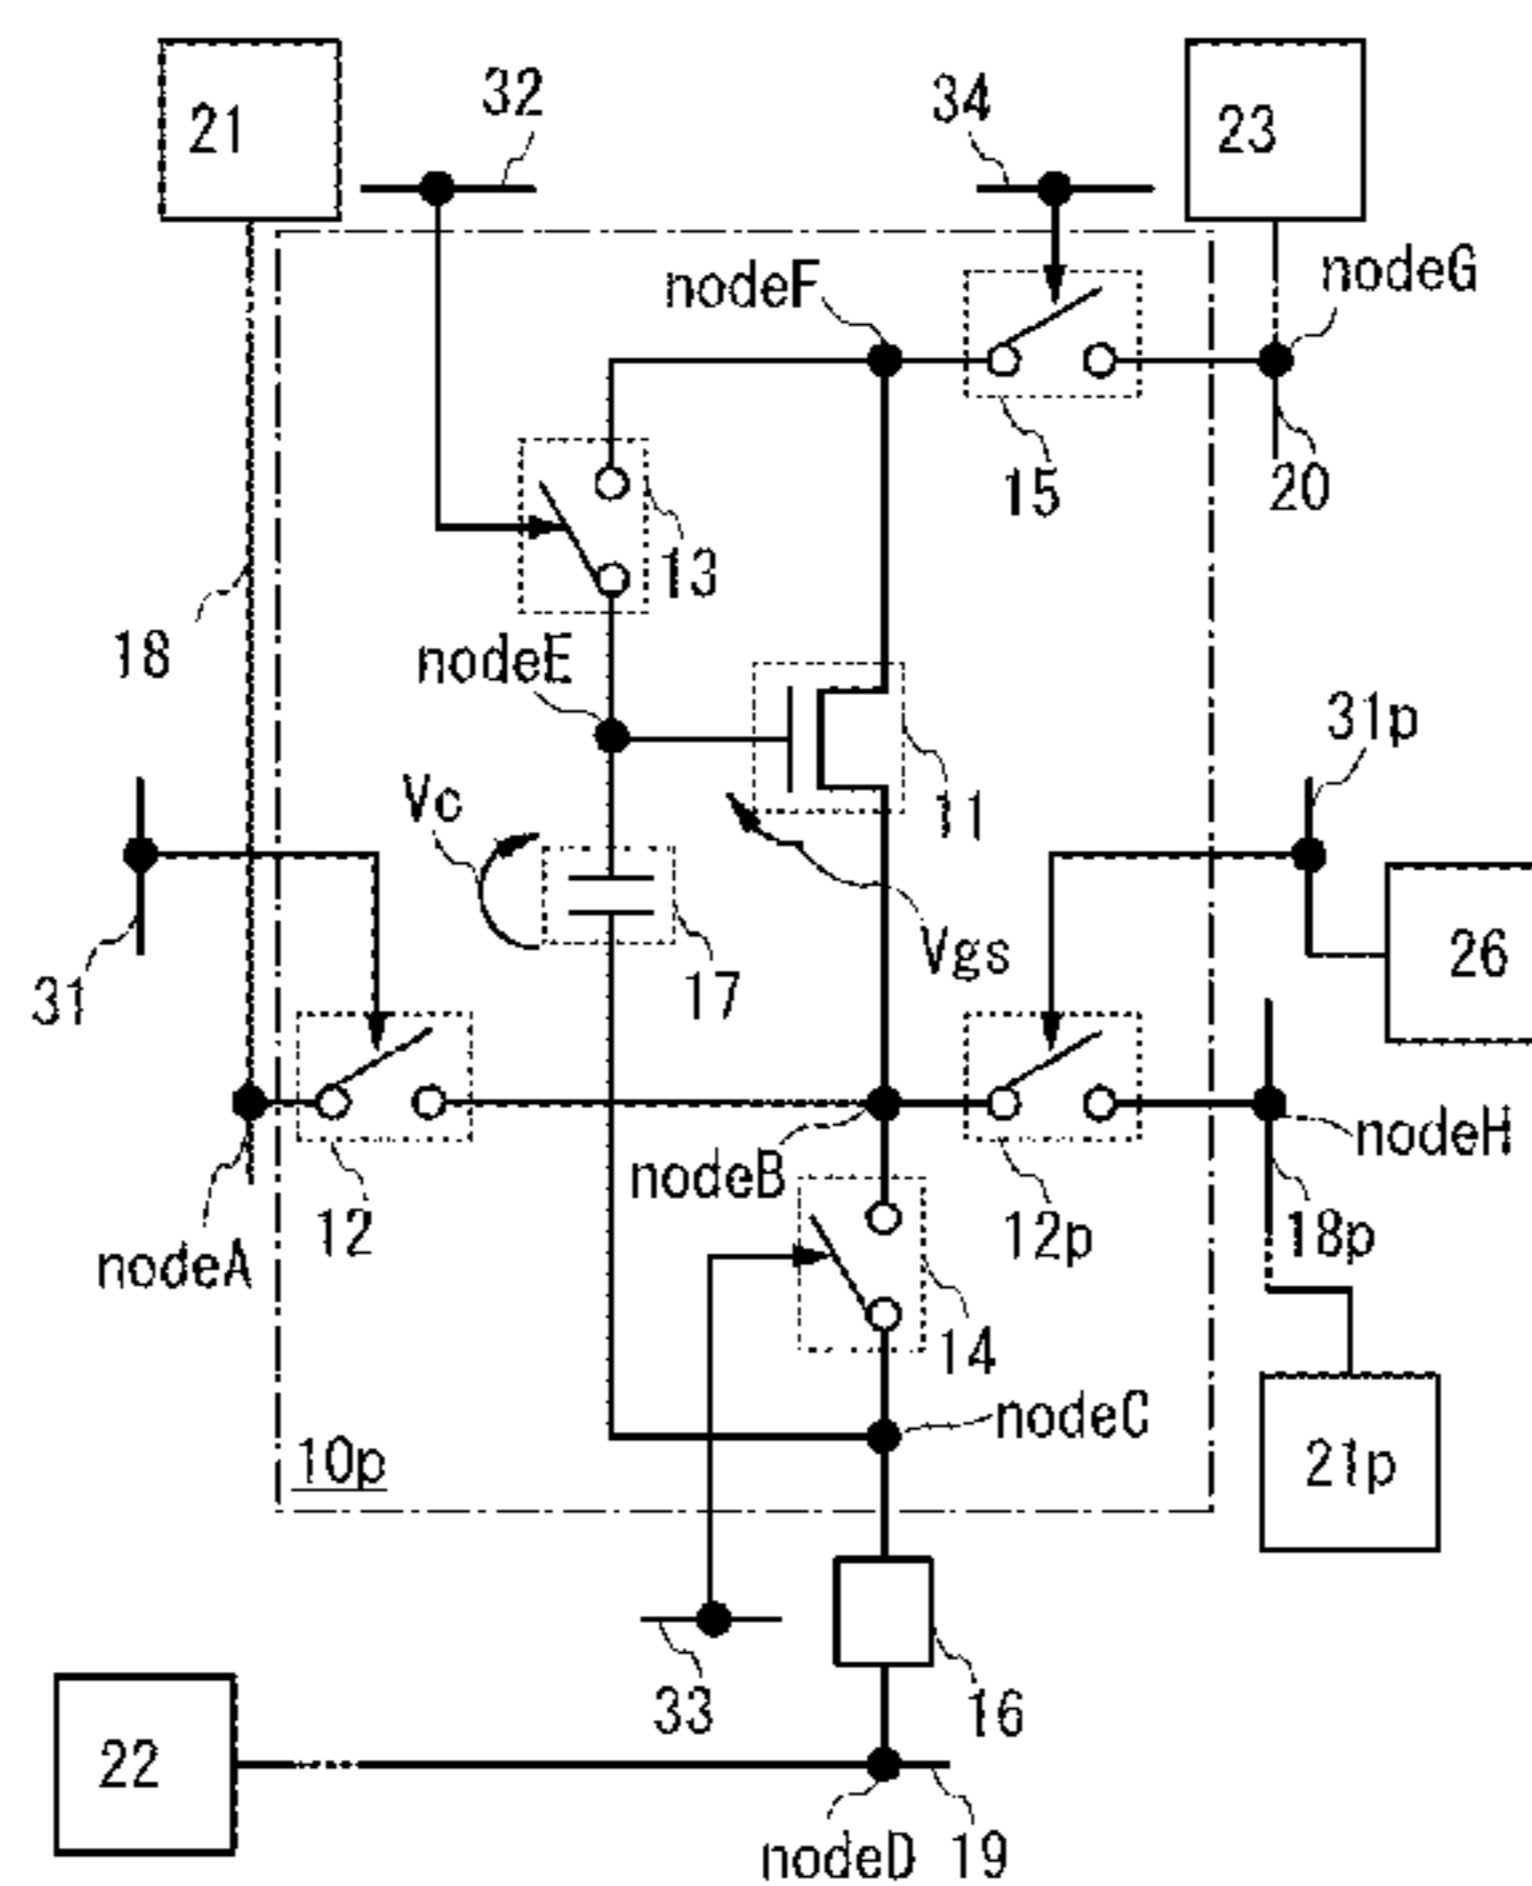 21
32
34
23
nodeF
nodeG
15
20
13
18
nodeE
31p
Vc
11
31
17
Vgs
26
nodeB
nodeH
12
12p
18p
nodeA
14
nodeC
10p
21p
33
16
22
nodeD
19